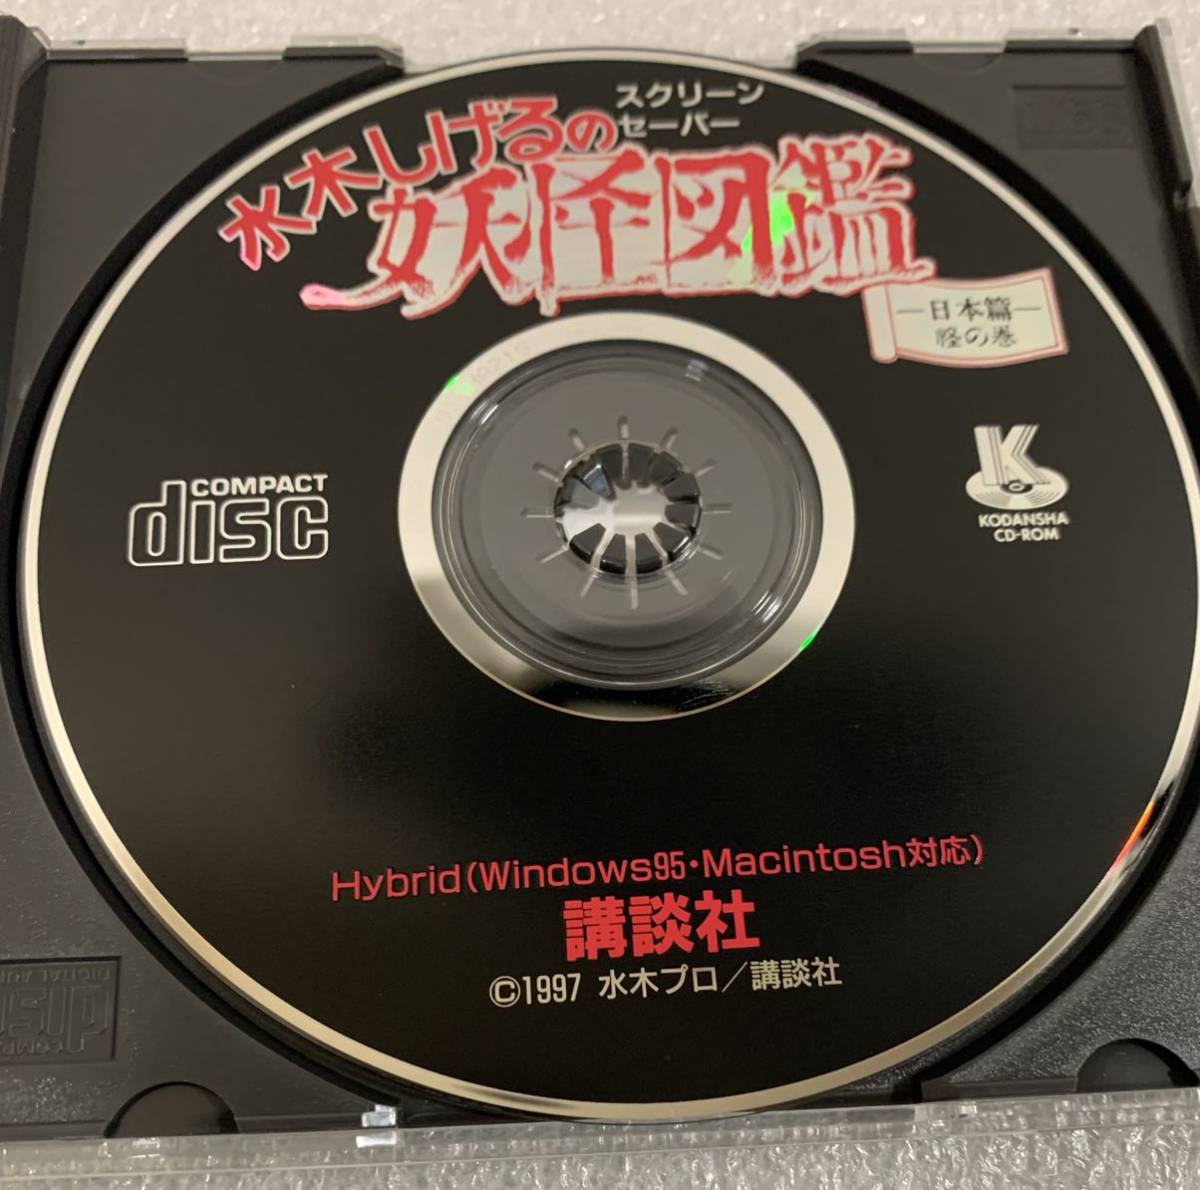 スクリーン
セーバー
水木しげるの
妖怪図鑑
―日本篇―
怪の巻
COMPACT
disc
K
KODANSHA
CD-ROM
Hybrid(Windows95・Macintosh対応)
講談社
©1997 水木プロ／講談社